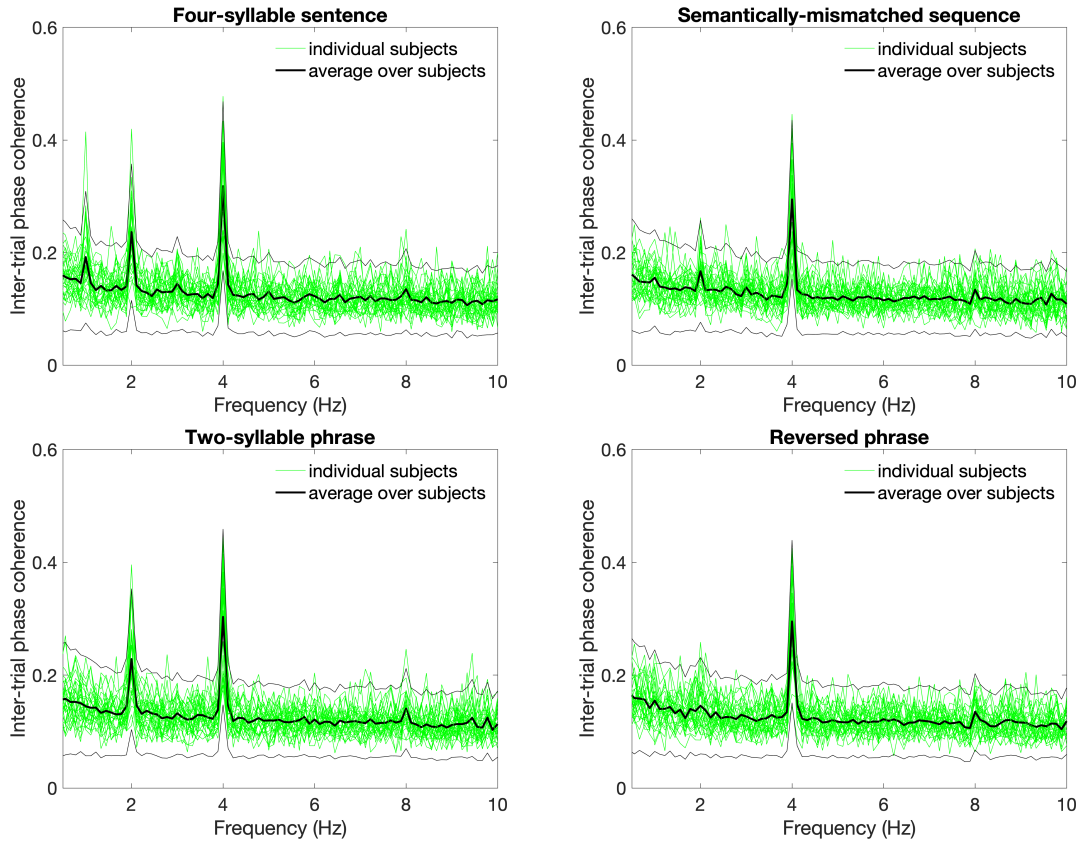 Four-syllable sentence
individual subjects
average over subjects
Inter-trial phase coherence
0.6
0.4
0.2
0
2 4 6 8 10
Frequency (Hz)
Semantically-mismatched sequence
individual subjects
average over subjects
Inter-trial phase coherence
0.6
0.4
0.2
0
2 4 6 8 10
Frequency (Hz)
Two-syllable phrase
individual subjects
average over subjects
Inter-trial phase coherence
0.6
0.4
0.2
0
2 4 6 8 10
Frequency (Hz)
Reversed phrase
individual subjects
average over subjects
Inter-trial phase coherence
0.6
0.4
0.2
0
2 4 6 8 10
Frequency (Hz)